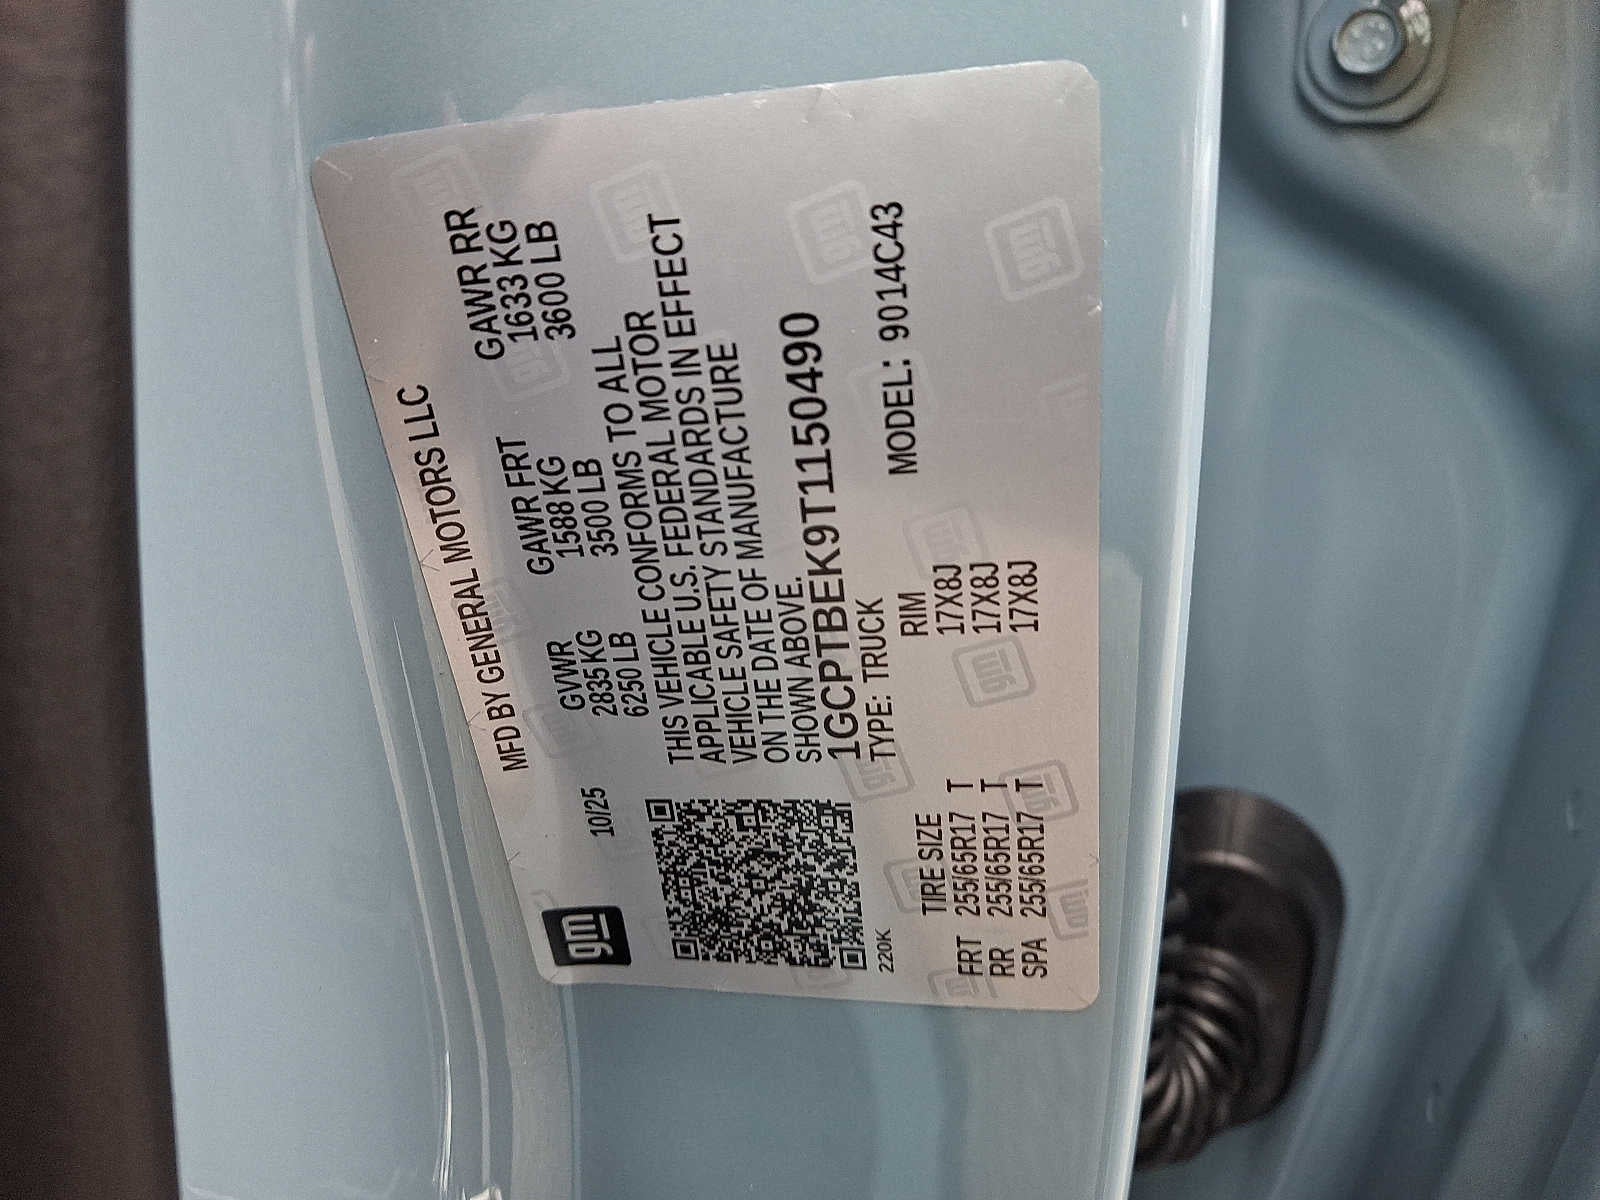 MFD BY GENERAL MOTORS LLC
gm
10/25
GVWR GAWR FRT GAWR RR
2835 KG 1588 KG 1633 KG
6250 LB 3500 LB 3600 LB
THIS VEHICLE CONFORMS TO ALL
APPLICABLE U.S. FEDERAL MOTOR
VEHICLE SAFETY STANDARDS IN EFFECT
ON THE DATE OF MANUFACTURE
SHOWN ABOVE.
1GCPTBEK9T1150490
220K
TYPE: TRUCK MODEL: 9014C43
TIRE SIZE RIM
FRT 255/65R17 T 17X8J
RR 255/65R17 T 17X8J
SPA 255/65R17 T 17X8J